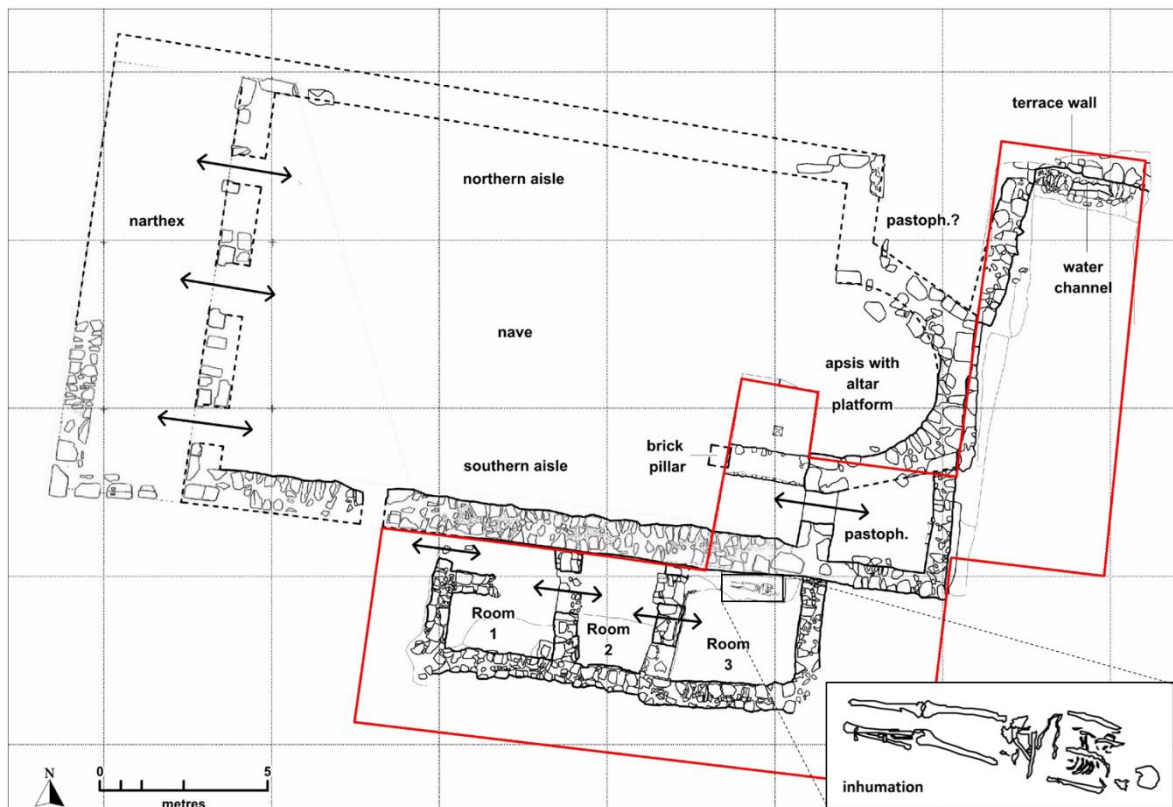 terrace wall
northern aisle
narthex
pastoph.?
water
channel
nave
apsis with
altar
platform
brick
pillar
southern aisle
pastoph.
Room
1
Room
2
Room
3
inhumation
N
0 5
metres